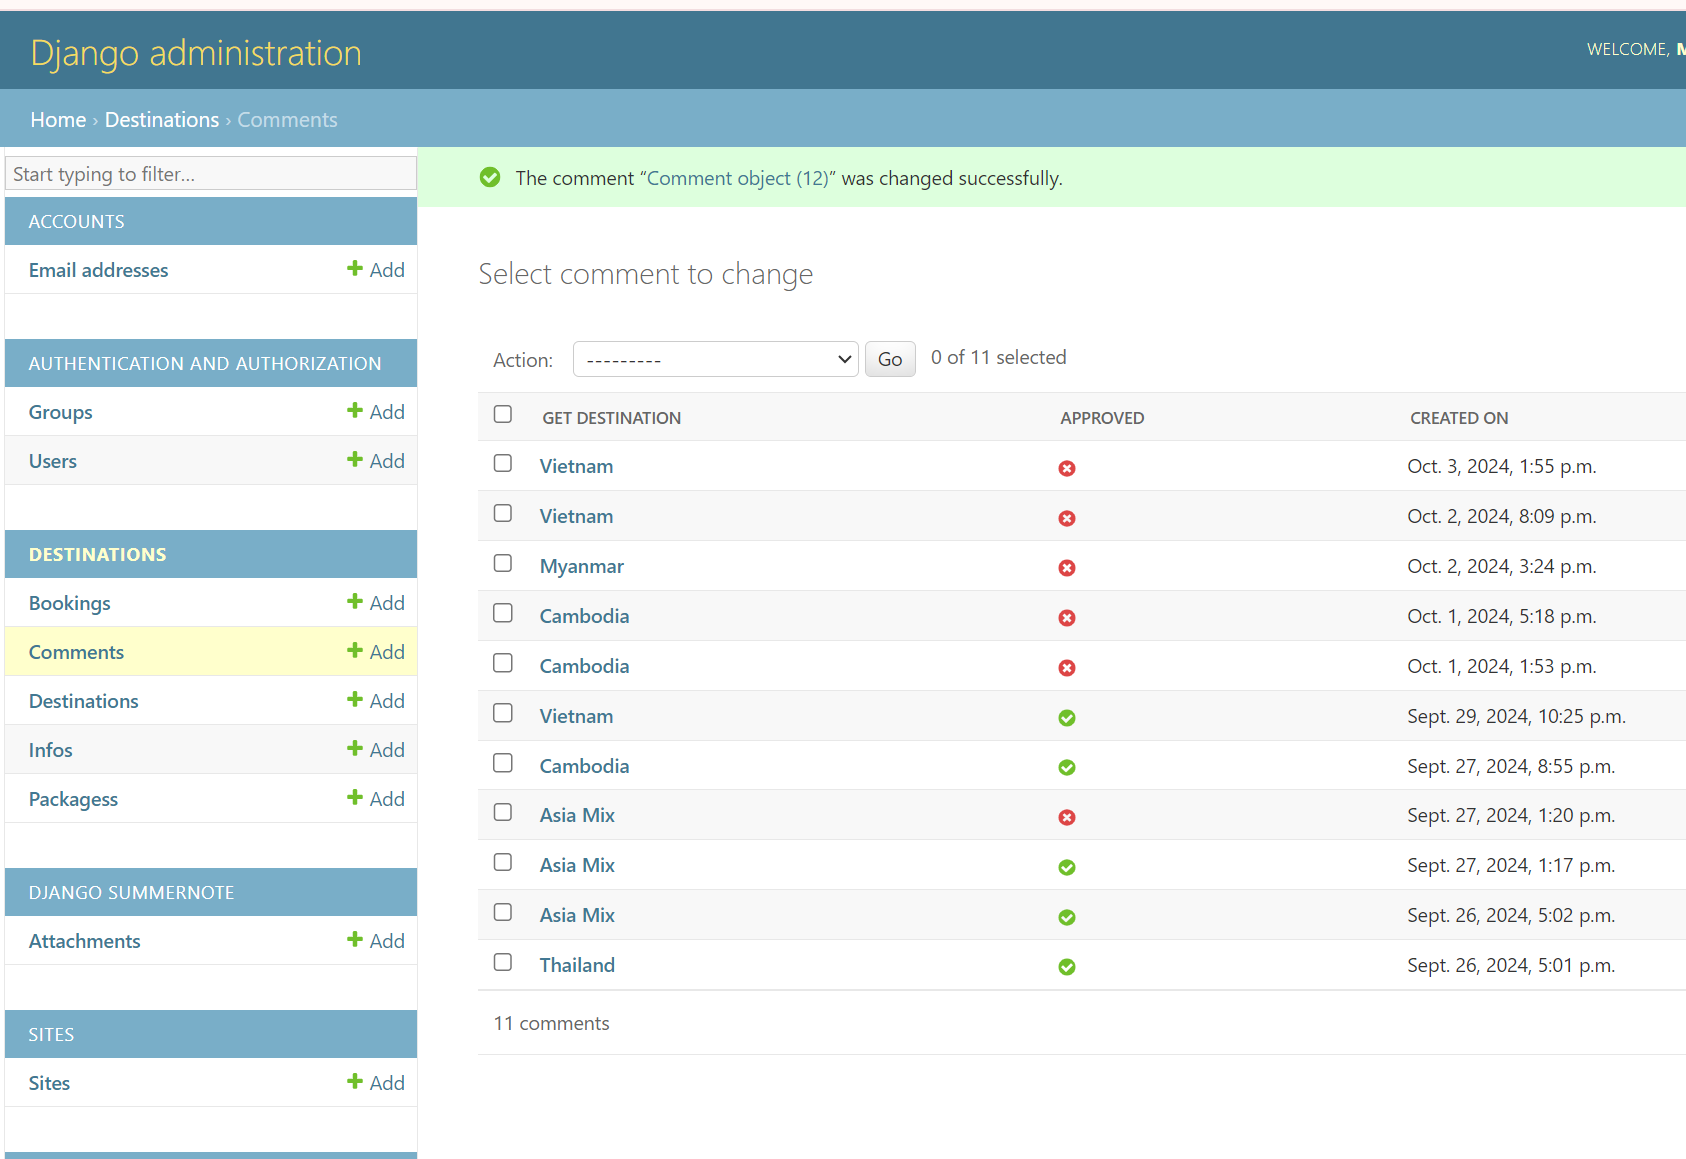 Django administration
WELCOME, M
Home › Destinations › Comments
Start typing to filter...
The comment “Comment object (12)” was changed successfully.
ACCOUNTS
Email addresses Add
AUTHENTICATION AND AUTHORIZATION
Groups Add
Users Add
DESTINATIONS
Bookings Add
Comments Add
Destinations Add
Infos Add
Packagess Add
DJANGO SUMMERNOTE
Attachments Add
SITES
Sites Add
Select comment to change
Action: --------- Go 0 of 11 selected
GET DESTINATION APPROVED CREATED ON
Vietnam Oct. 3, 2024, 1:55 p.m.
Vietnam Oct. 2, 2024, 8:09 p.m.
Myanmar Oct. 2, 2024, 3:24 p.m.
Cambodia Oct. 1, 2024, 5:18 p.m.
Cambodia Oct. 1, 2024, 1:53 p.m.
Vietnam Sept. 29, 2024, 10:25 p.m.
Cambodia Sept. 27, 2024, 8:55 p.m.
Asia Mix Sept. 27, 2024, 1:20 p.m.
Asia Mix Sept. 27, 2024, 1:17 p.m.
Asia Mix Sept. 26, 2024, 5:02 p.m.
Thailand Sept. 26, 2024, 5:01 p.m.
11 comments